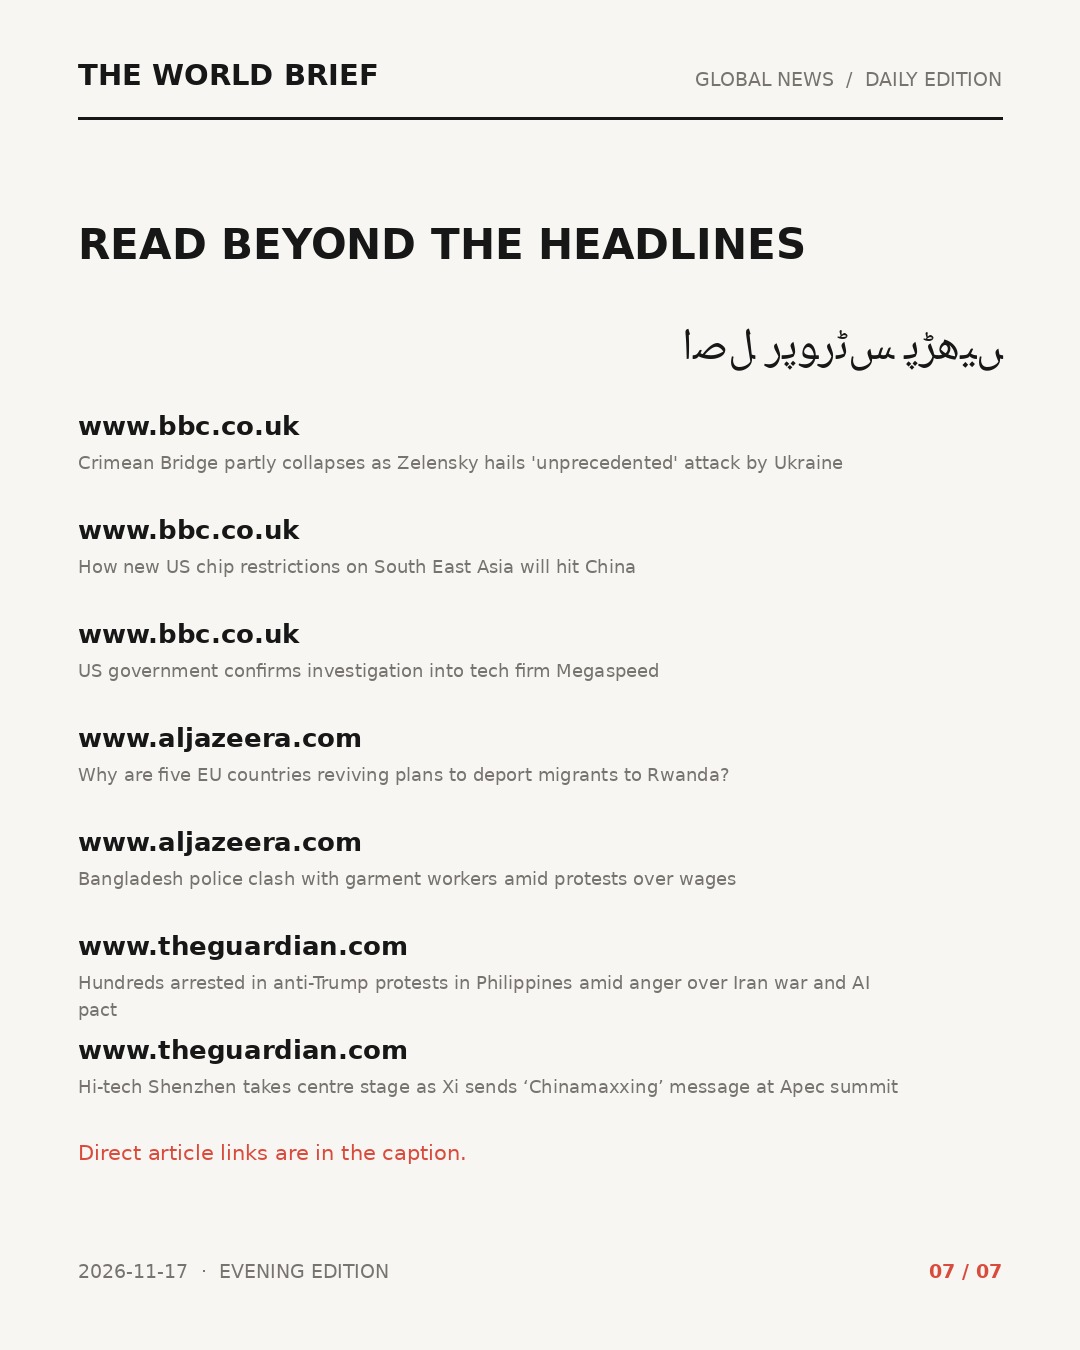 THE WORLD BRIEF
GLOBAL NEWS / DAILY EDITION
READ BEYOND THE HEADLINES
ںیھڑپ سٹروپر لصا
www.bbc.co.uk
Crimean Bridge partly collapses as Zelensky hails 'unprecedented' attack by Ukraine
www.bbc.co.uk
How new US chip restrictions on South East Asia will hit China
www.bbc.co.uk
US government confirms investigation into tech firm Megaspeed
www.aljazeera.com
Why are five EU countries reviving plans to deport migrants to Rwanda?
www.aljazeera.com
Bangladesh police clash with garment workers amid protests over wages
www.theguardian.com
Hundreds arrested in anti-Trump protests in Philippines amid anger over Iran war and AI
pact
www.theguardian.com
Hi-tech Shenzhen takes centre stage as Xi sends ‘Chinamaxxing’ message at Apec summit
Direct article links are in the caption.
2026-11-17 · EVENING EDITION
07 / 07